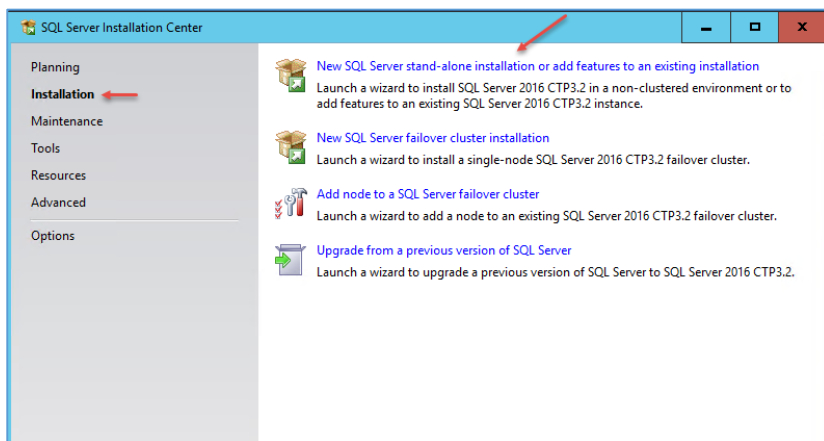 SQL Server Installation Center
Planning
Installation
Maintenance
Tools
Resources
Advanced
Options
New SQL Server stand-alone installation or add features to an existing installation
Launch a wizard to install SQL Server 2016 CTP3.2 in a non-clustered environment or to
add features to an existing SQL Server 2016 CTP3.2 instance.
New SQL Server failover cluster installation
Launch a wizard to install a single-node SQL Server 2016 CTP3.2 failover cluster.
Add node to a SQL Server failover cluster
Launch a wizard to add a node to an existing SQL Server 2016 CTP3.2 failover cluster.
Upgrade from a previous version of SQL Server
Launch a wizard to upgrade a previous version of SQL Server to SQL Server 2016 CTP3.2.